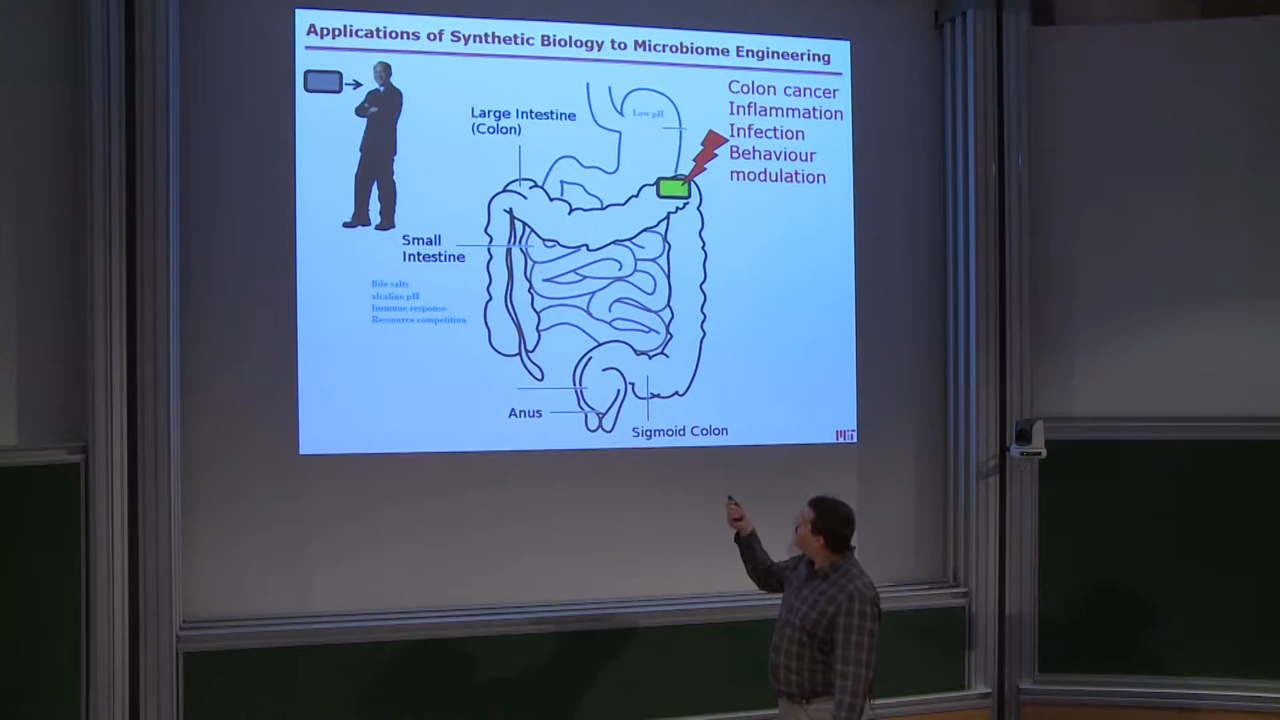 Applications of Synthetic Biology to Microbiome Engineering
Colon cancer
Inflammation
Infection
Behaviour
modulation
Large Intestine
(Colon)
Low pH
Small
Intestine
Bile salts
alcaline pH
Immune response
Ressource competition
Anus
Sigmoid Colon
MIT